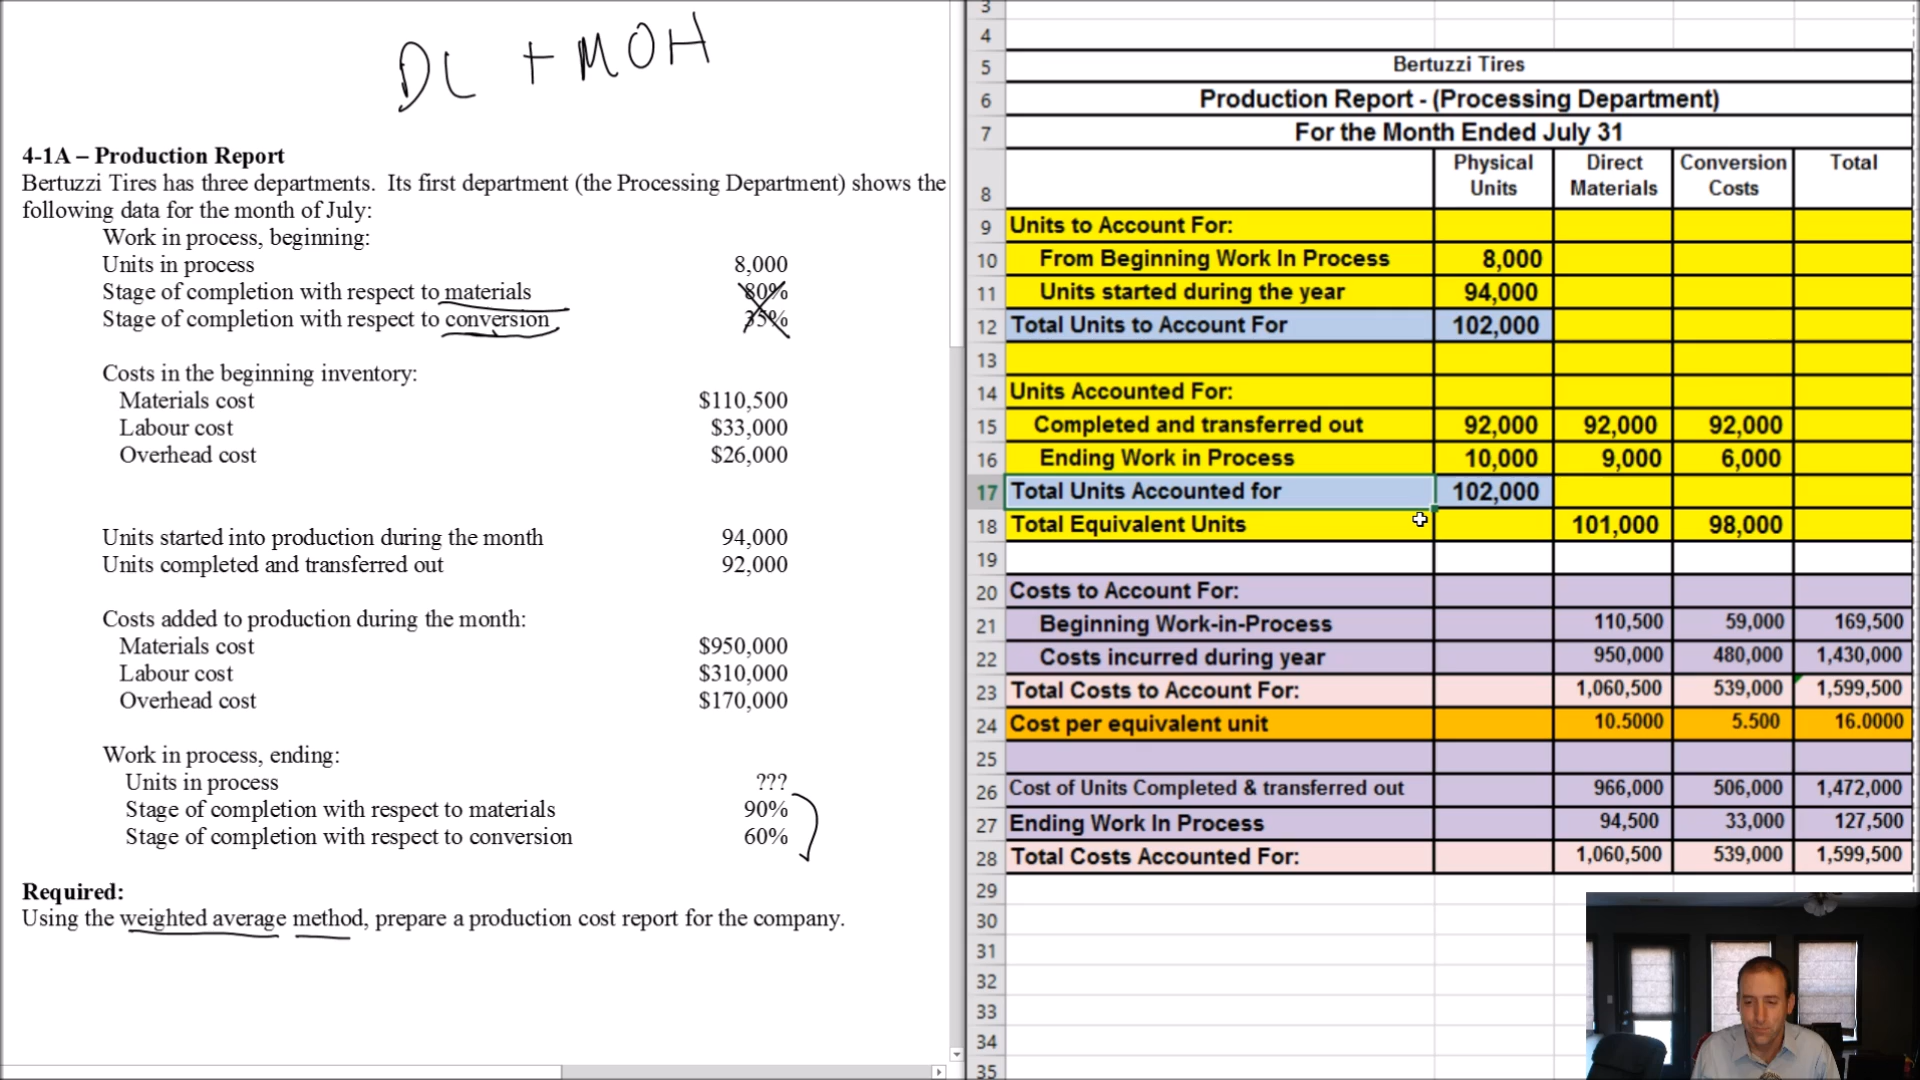 DL + MOH
4-1A – Production Report
Bertuzzi Tires has three departments. Its first department (the Processing Department) shows the
following data for the month of July:
Work in process, beginning:
Units in process 8,000
Stage of completion with respect to materials 80%
Stage of completion with respect to conversion 35%
Costs in the beginning inventory:
Materials cost $110,500
Labour cost $33,000
Overhead cost $26,000
Units started into production during the month 94,000
Units completed and transferred out 92,000
Costs added to production during the month:
Materials cost $950,000
Labour cost $310,000
Overhead cost $170,000
Work in process, ending:
Units in process ???
Stage of completion with respect to materials 90%
Stage of completion with respect to conversion 60%
Required:
Using the weighted average method, prepare a production cost report for the company.
3
4
5 Bertuzzi Tires
6 Production Report - (Processing Department)
7 For the Month Ended July 31
Physical Direct Conversion Total
8 Units Materials Costs
9 Units to Account For:
10 From Beginning Work In Process 8,000
11 Units started during the year 94,000
12 Total Units to Account For 102,000
13
14 Units Accounted For:
15 Completed and transferred out 92,000 92,000 92,000
16 Ending Work in Process 10,000 9,000 6,000
17 Total Units Accounted for 102,000
18 Total Equivalent Units 101,000 98,000
19
20 Costs to Account For:
21 Beginning Work-in-Process 110,500 59,000 169,500
22 Costs incurred during year 950,000 480,000 1,430,000
23 Total Costs to Account For: 1,060,500 539,000 1,599,500
24 Cost per equivalent unit 10.5000 5.500 16.0000
25
26 Cost of Units Completed & transferred out 966,000 506,000 1,472,000
27 Ending Work In Process 94,500 33,000 127,500
28 Total Costs Accounted For: 1,060,500 539,000 1,599,500
29
30
31
32
33
34
35